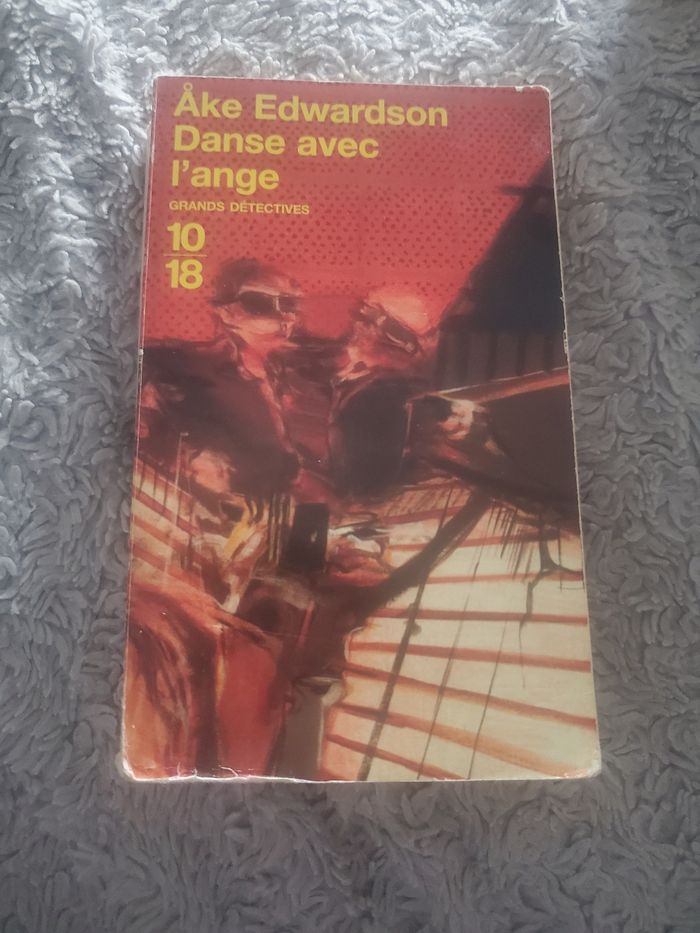 Åke Edwardson
Danse avec
l'ange
GRANDS DÉTECTIVES
10
18